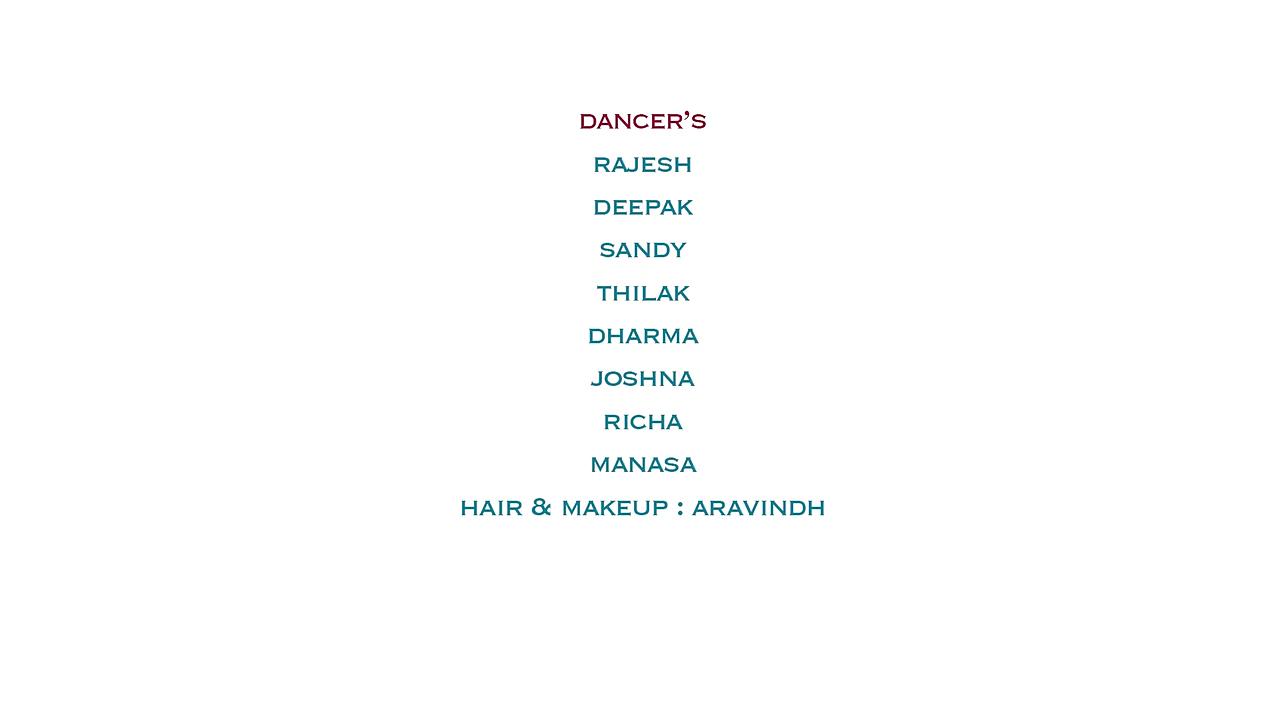 DANCER’S
RAJESH
DEEPAK
SANDY
THILAK
DHARMA
JOSHNA
RICHA
MANASA
HAIR & MAKEUP : ARAVINDH